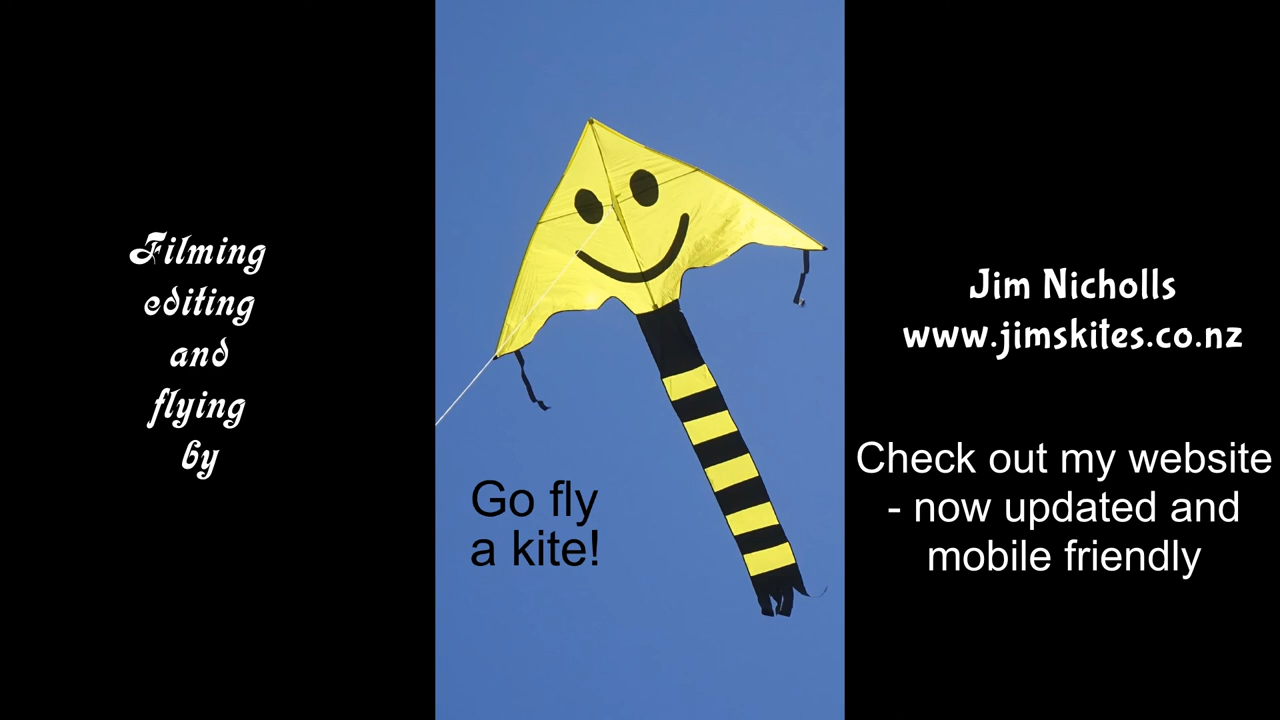 Filming
editing
and
flying
by
Go fly
a kite!
Jim Nicholls
www.jimskites.co.nz
Check out my website
- now updated and
mobile friendly